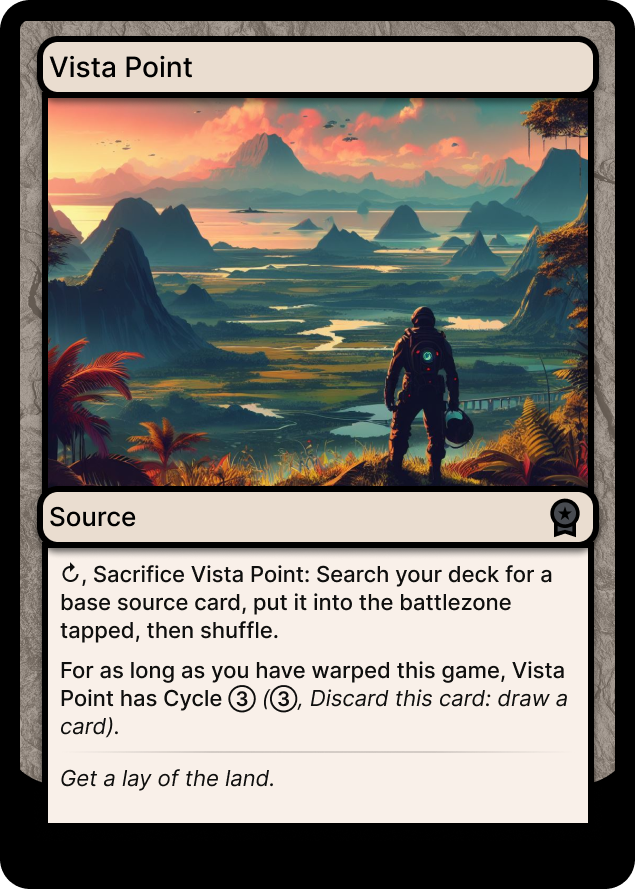 Vista Point
Source
↻, Sacrifice Vista Point: Search your deck for a
base source card, put it into the battlezone
tapped, then shuffle.
For as long as you have warped this game, Vista
Point has Cycle ③ (③, Discard this card: draw a
card).
Get a lay of the land.